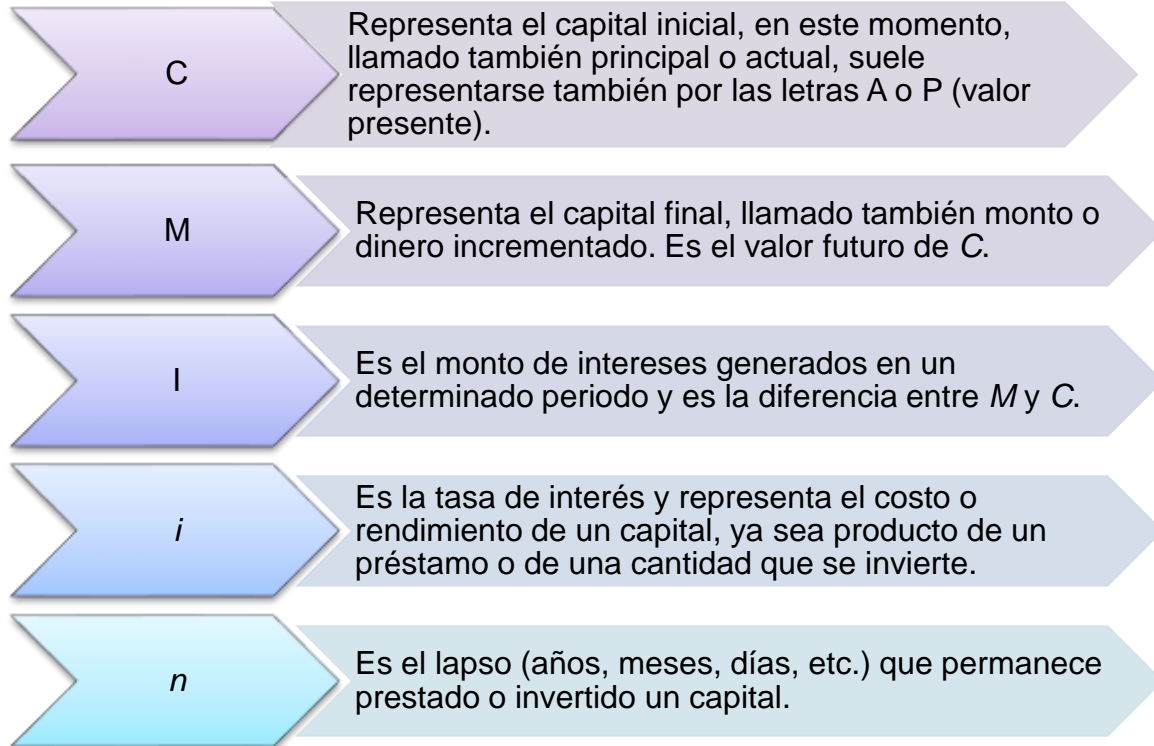 C
Representa el capital inicial, en este momento,
llamado también principal o actual, suele
representarse también por las letras A o P (valor
presente).
M
Representa el capital final, llamado también monto o
dinero incrementado. Es el valor futuro de C.
I
Es el monto de intereses generados en un
determinado periodo y es la diferencia entre M y C.
i
Es la tasa de interés y representa el costo o
rendimiento de un capital, ya sea producto de un
préstamo o de una cantidad que se invierte.
n
Es el lapso (años, meses, días, etc.) que permanece
prestado o invertido un capital.